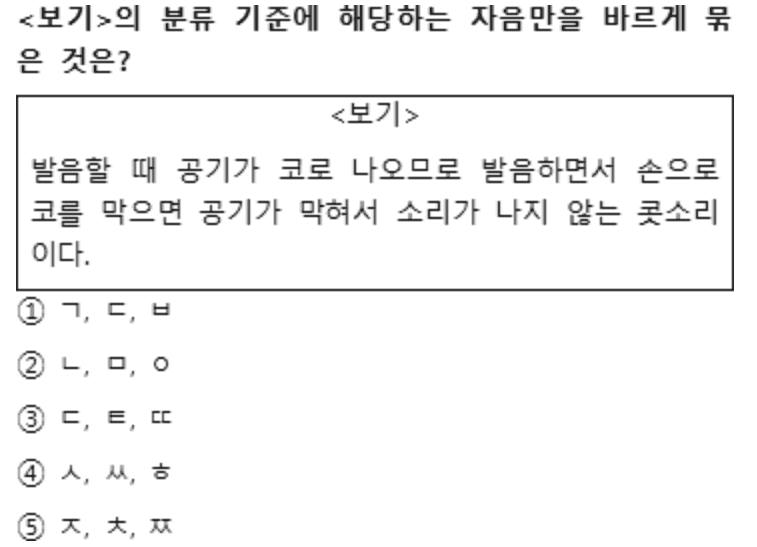 <보기>의 분류 기준에 해당하는 자음만을 바르게 묶
은 것은?
<보기>
발음할 때 공기가 코로 나오므로 발음하면서 손으로
코를 막으면 공기가 막혀서 소리가 나지 않는 콧소리
이다.
① ㄱ, ㄷ, ㅂ
② ㄴ, ㅁ, ㅇ
③ ㄷ, ㅌ, ㄸ
④ ㅅ, ㅆ, ㅎ
⑤ ㅈ, ㅊ, ㅉ